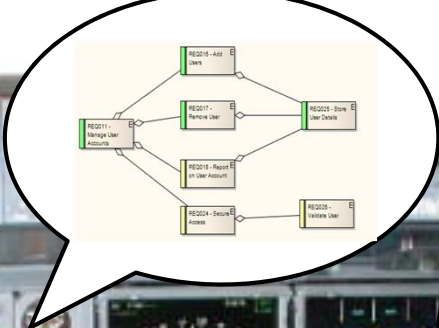 REQ016 - Add E
Users
REQ011 - E
Manage User
Accounts
REQ017 - E
Remove User
REQ025 - Store E
User Details
REQ018 - Report E
on User Account
REQ024 - Secure E
Access
REQ026 - E
Validate User